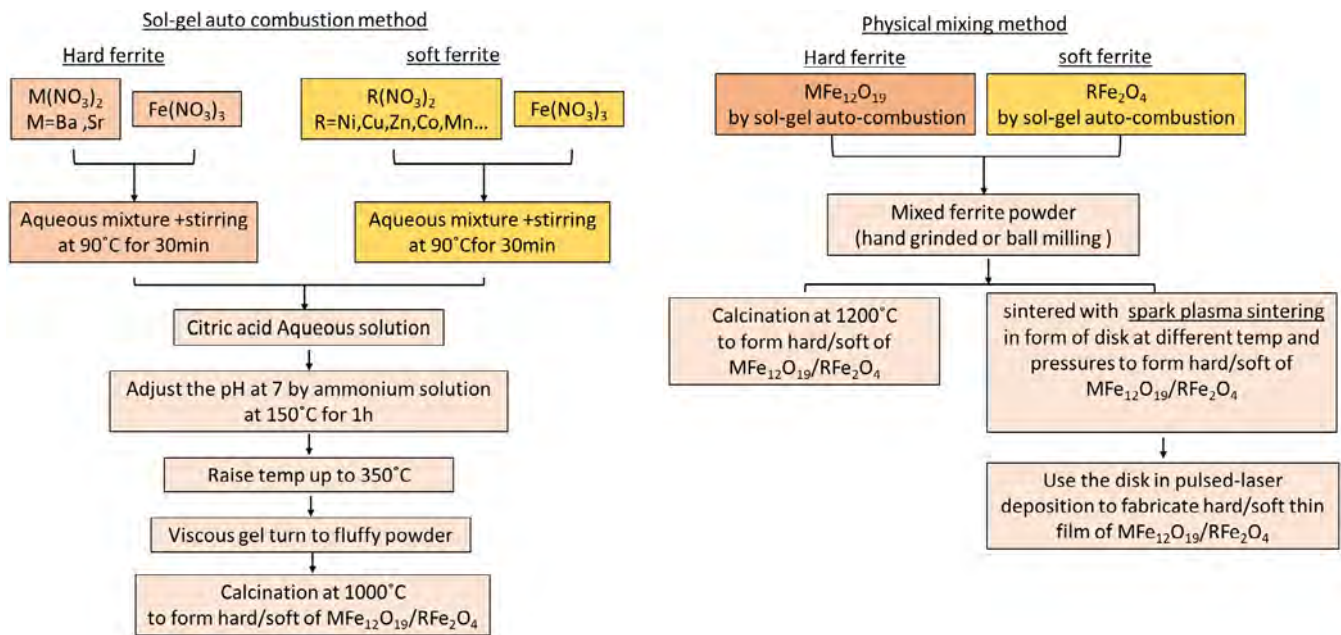 Sol-gel auto combustion method
Hard ferrite
soft ferrite
M(NO₃)₂
M=Ba ,Sr
Fe(NO₃)₃
R(NO₃)₂
R=Ni,Cu,Zn,Co,Mn...
Fe(NO₃)₃
Aqueous mixture +stirring
at 90˚C for 30min
Aqueous mixture +stirring
at 90˚Cfor 30min
Citric acid Aqueous solution
Adjust the pH at 7 by ammonium solution
at 150˚C for 1h
Raise temp up to 350˚C
Viscous gel turn to fluffy powder
Calcination at 1000˚C
to form hard/soft of MFe₁₂O₁₉/RFe₂O₄
Physical mixing method
Hard ferrite
soft ferrite
MFe₁₂O₁₉
by sol-gel auto-combustion
RFe₂O₄
by sol-gel auto-combustion
Mixed ferrite powder
(hand grinded or ball milling )
Calcination at 1200˚C
to form hard/soft of
MFe₁₂O₁₉/RFe₂O₄
sintered with spark plasma sintering
in form of disk at different temp and
pressures to form hard/soft of
MFe₁₂O₁₉/RFe₂O₄
Use the disk in pulsed-laser
deposition to fabricate hard/soft thin
film of MFe₁₂O₁₉/RFe₂O₄